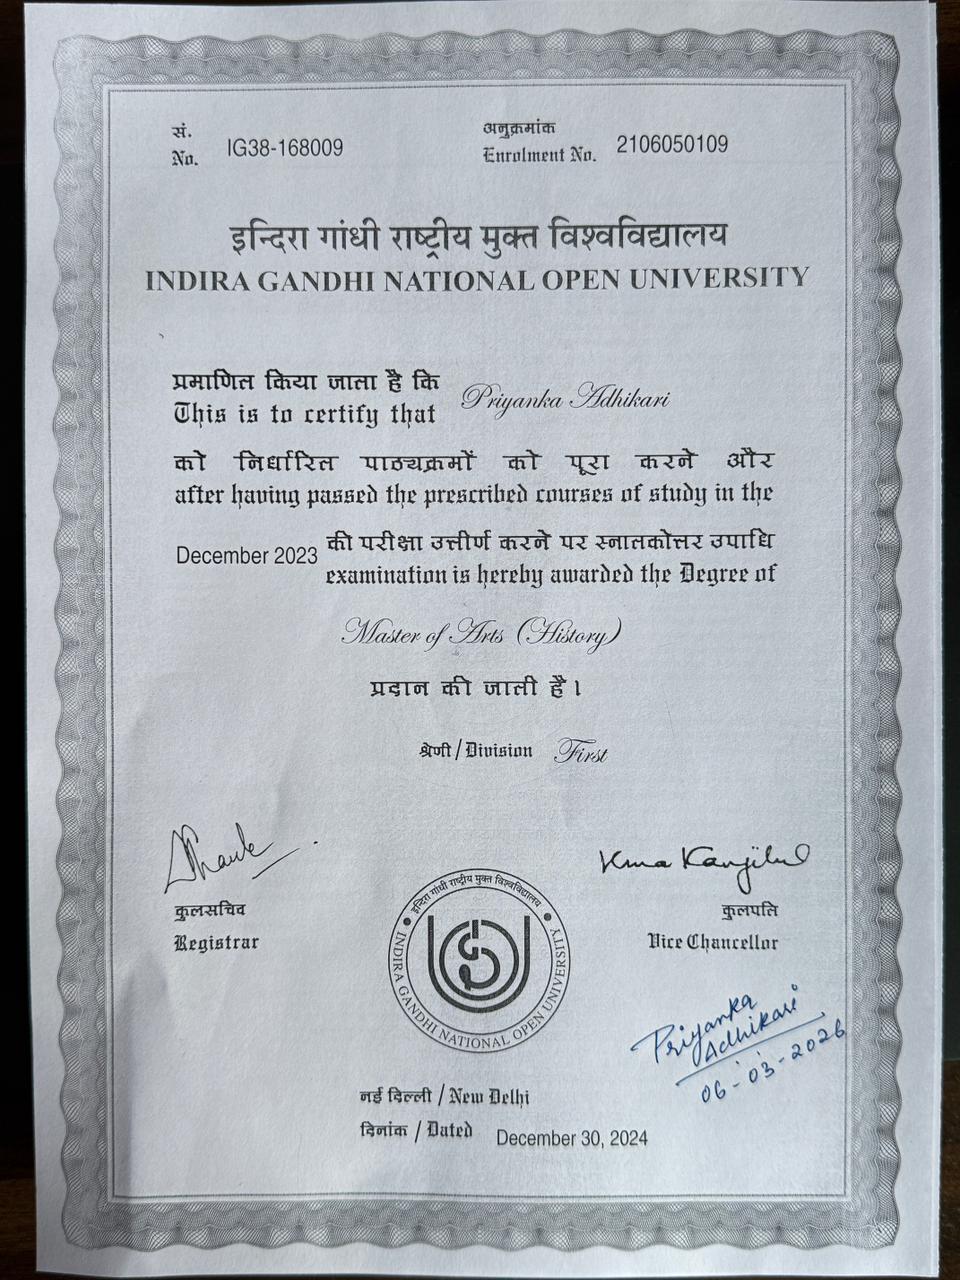 सं.
No. IG38-168009
अनुक्रमांक
Enrolment No. 2106050109
इन्दिरा गांधी राष्ट्रीय मुक्त विश्वविद्यालय
INDIRA GANDHI NATIONAL OPEN UNIVERSITY
प्रमाणित किया जाता है कि
This is to certify that Priyanka Adhikari
को निर्धारित पाठ्यक्रमों को पूरा करने और
after having passed the prescribed courses of study in the
December 2023 की परीक्षा उत्तीर्ण करने पर स्नातकोत्तर उपाधि
examination is hereby awarded the Degree of
Master of Arts (History)
प्रदान की जाती है।
श्रेणी / Division First
कुलसचिव
Registrar
Uma Kanjilal
कुलपति
Vice Chancellor
इन्दिरा गांधी राष्ट्रीय मुक्त विश्वविद्यालय
INDIRA GANDHI NATIONAL OPEN UNIVERSITY
Priyanka
Adhikari
06-03-2026
नई दिल्ली / New Delhi
दिनांक / Dated December 30, 2024